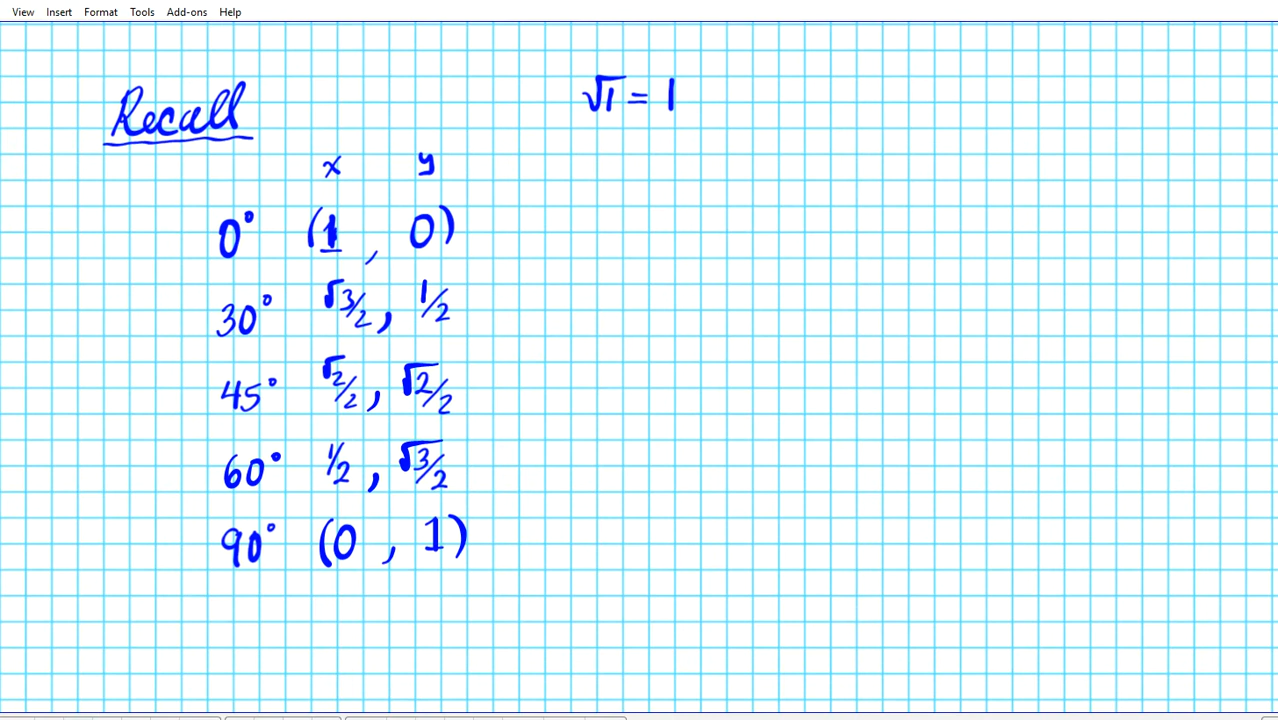 View Insert Format Tools Add-ons Help
Recall
√1 = 1
x y
0° (1, 0)
30° √3/2, 1/2
45° √2/2, √2/2
60° 1/2, √3/2
90° (0, 1)